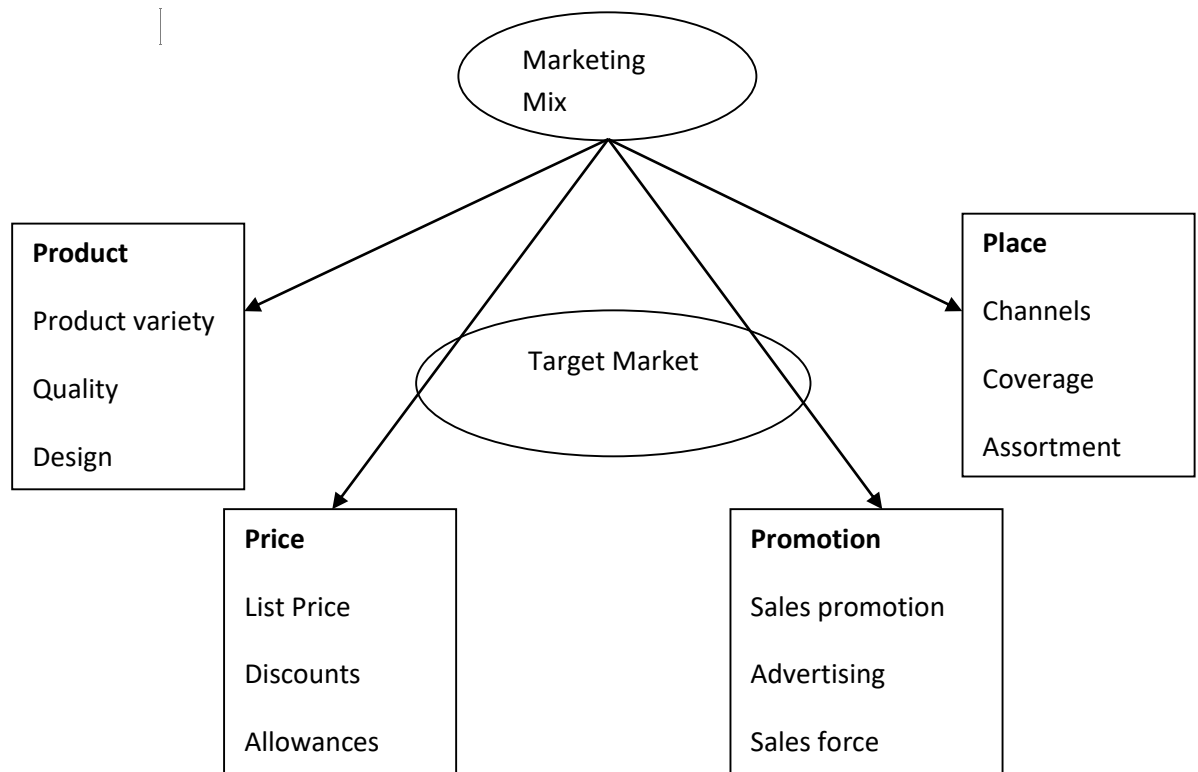 Marketing
Mix
Product
Product variety
Quality
Design
Place
Channels
Coverage
Assortment
Target Market
Price
List Price
Discounts
Allowances
Promotion
Sales promotion
Advertising
Sales force